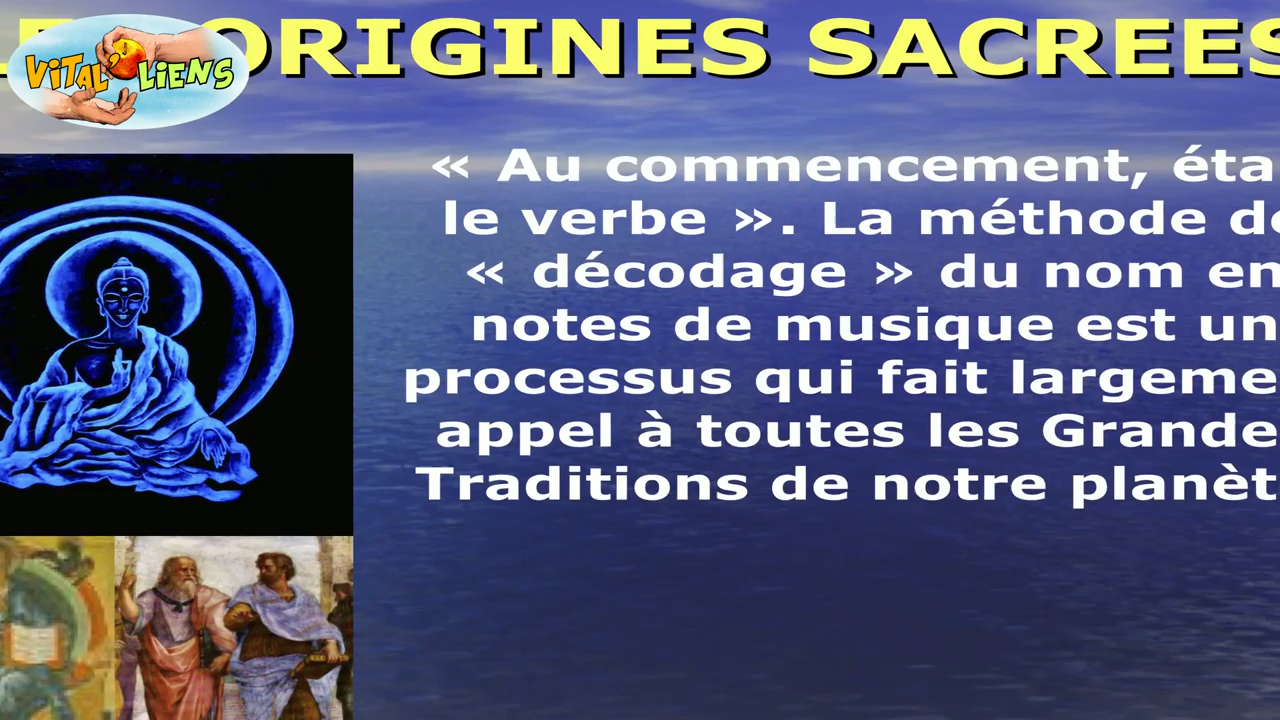 ORIGINES SACREES
VITAL' LIENS
« Au commencement, éta
le verbe ». La méthode de
« décodage » du nom en
notes de musique est un
processus qui fait largeme
appel à toutes les Grande
Traditions de notre planèt